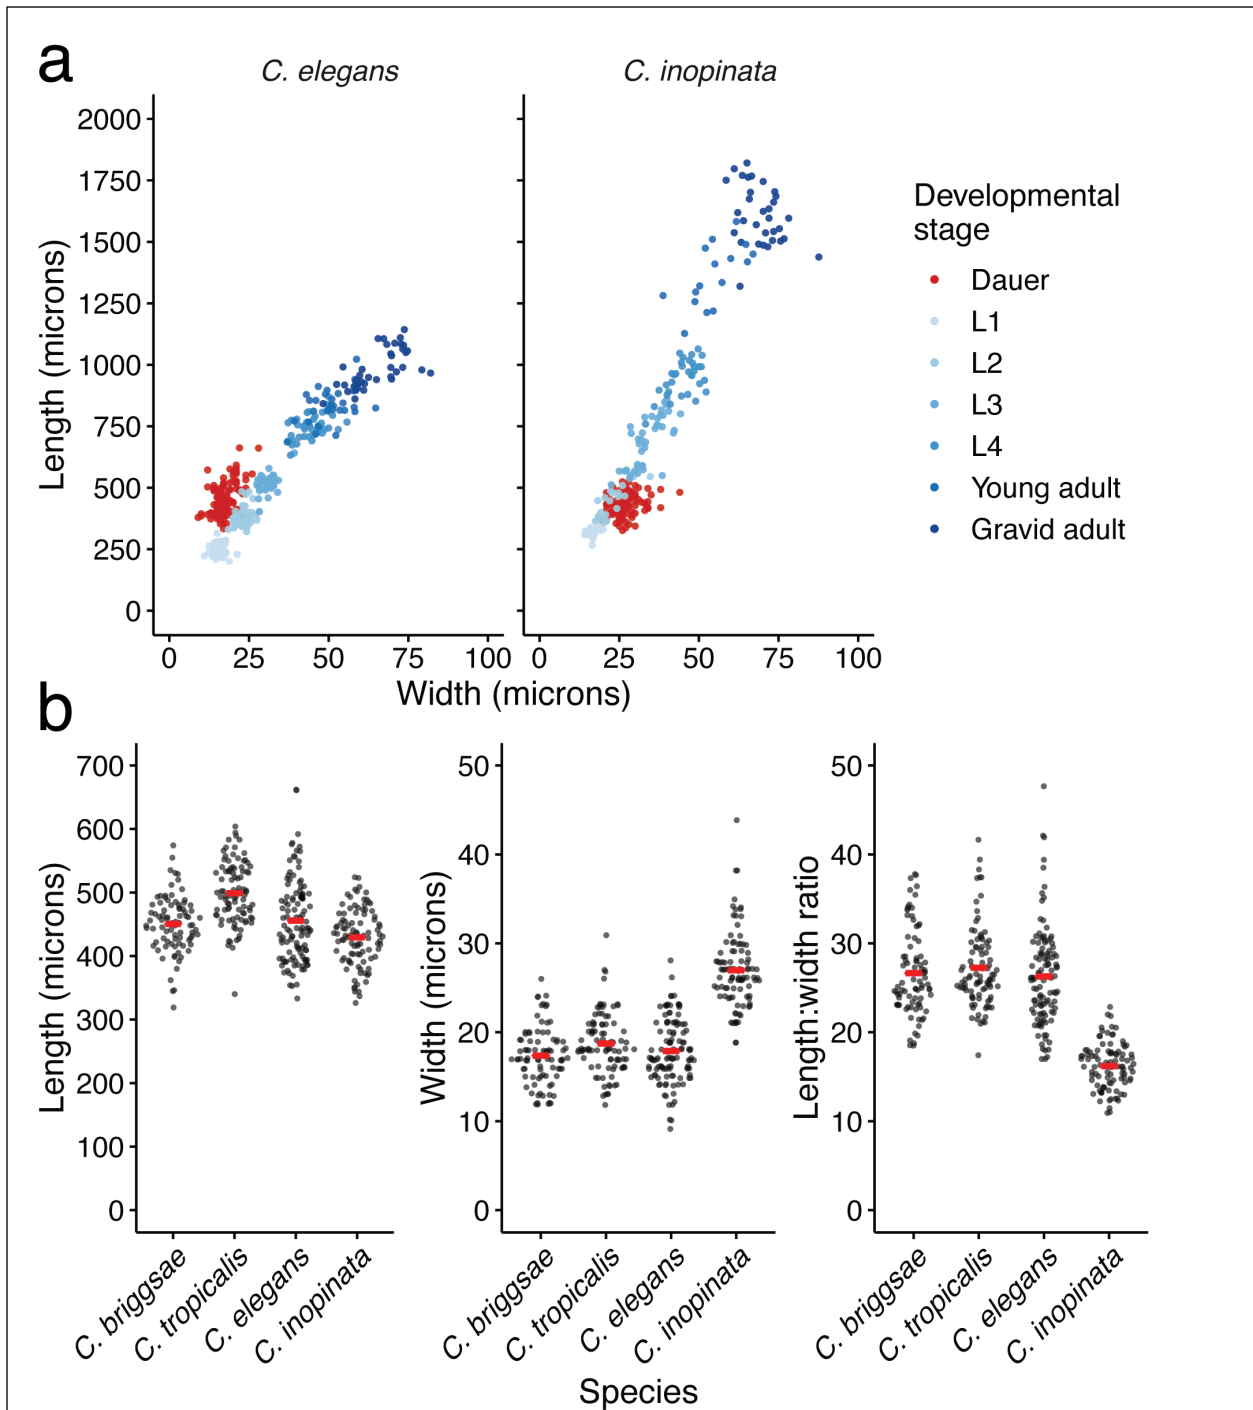 a
C. elegans
C. inopinata
2000
1750
1500
1250
1000
750
500
250
0
Length (microns)
0 25 50 75 100
0 25 50 75 100
Width (microns)
Developmental
stage
Dauer
L1
L2
L3
L4
Young adult
Gravid adult
b
700
600
500
400
300
200
100
0
Length (microns)
C. briggsae
C. tropicalis
C. elegans
C. inopinata
50
40
30
20
10
0
Width (microns)
C. briggsae
C. tropicalis
C. elegans
C. inopinata
50
40
30
20
10
0
Length:width ratio
C. briggsae
C. tropicalis
C. elegans
C. inopinata
Species